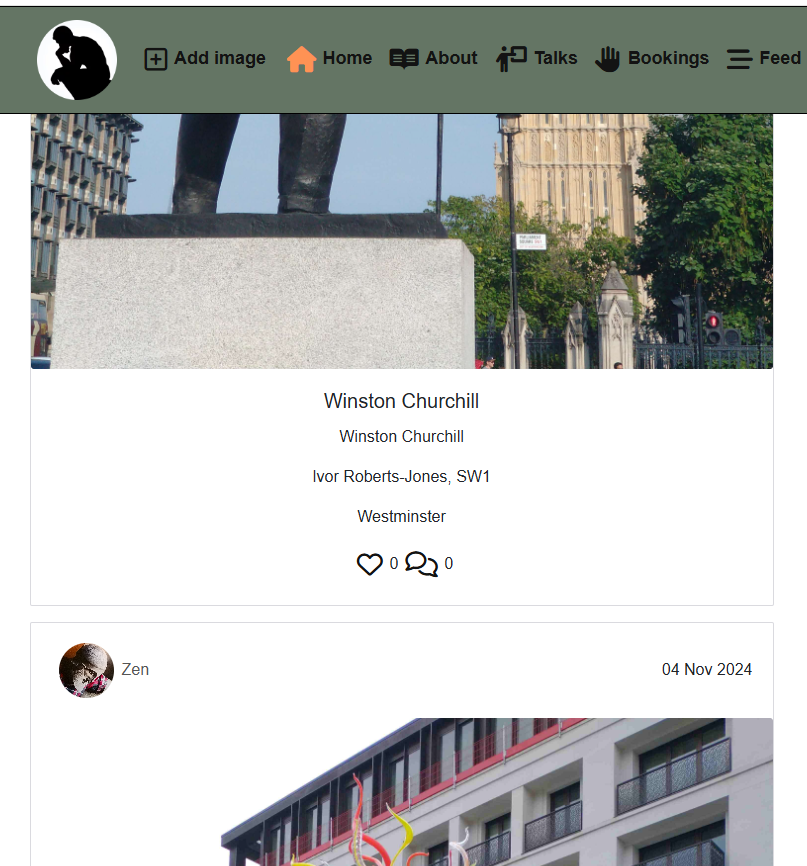 Add image Home About Talks Bookings Feed
Winston Churchill
Winston Churchill
Ivor Roberts-Jones, SW1
Westminster
0 0
Zen 04 Nov 2024